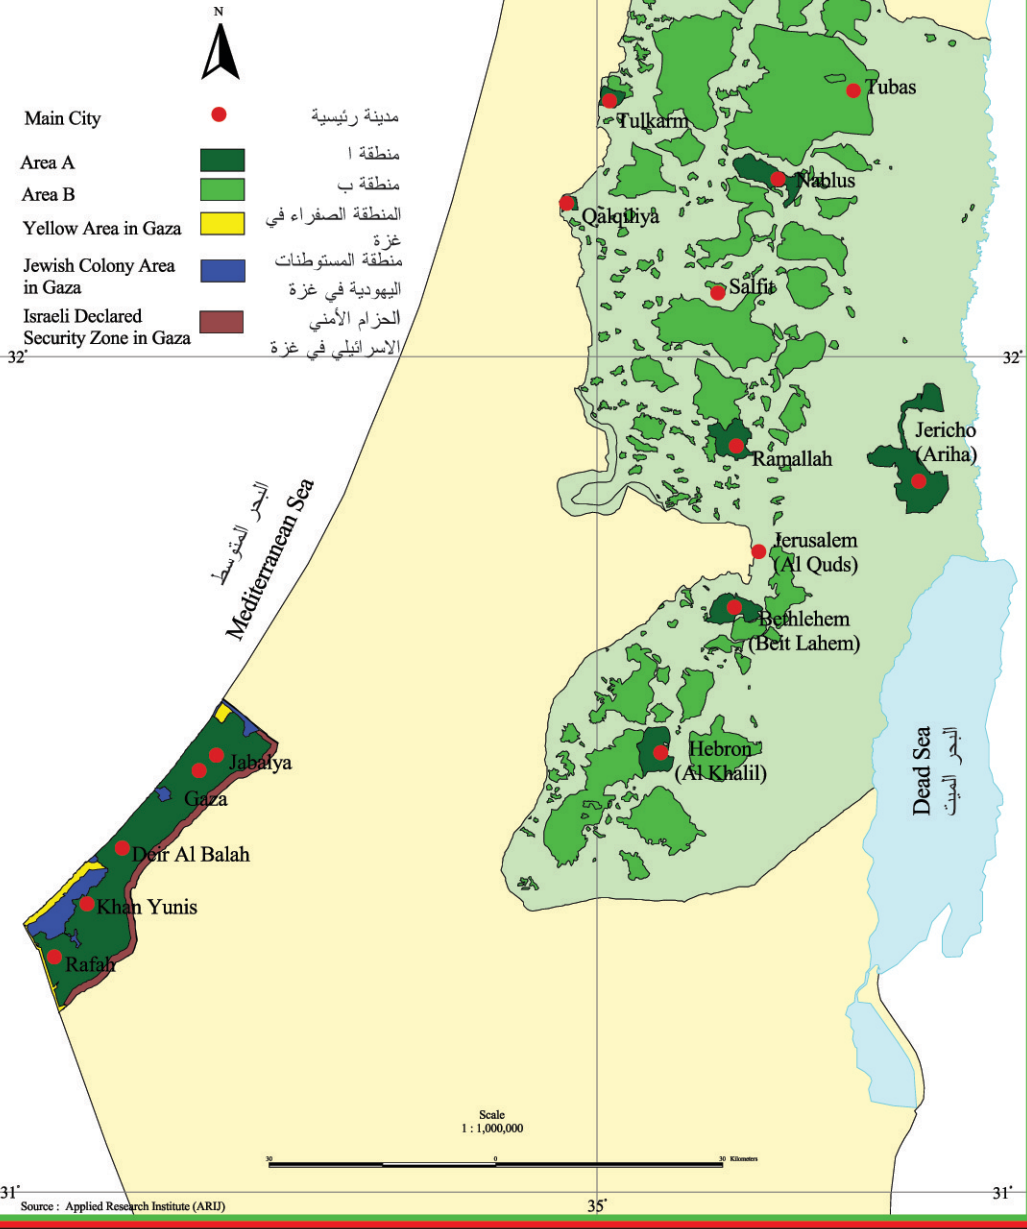 N
Main City
مدينة رئيسية
Area A
منطقة ا
Area B
منطقة ب
Yellow Area in Gaza
المنطقة الصفراء في
غزة
Jewish Colony Area
in Gaza
منطقة المستوطنات
اليهودية في غزة
Israeli Declared
Security Zone in Gaza
الحزام الأمني
الاسرائيلي في غزة
Tubas
Tulkarm
Nablus
Qalqiliya
Salfit
32°
32°
Jericho
(Ariha)
Ramallah
البحر المتوسط
Mediterranean Sea
Jerusalem
(Al Quds)
Bethlehem
(Beit Lahem)
Hebron
(Al Khalil)
Dead Sea
البحر الميت
Jabalya
Gaza
Deir Al Balah
Khan Yunis
Rafah
Scale
1 : 1,000,000
30 0 30 Kilometers
31°
35°
31°
Source : Applied Research Institute (ARIJ)